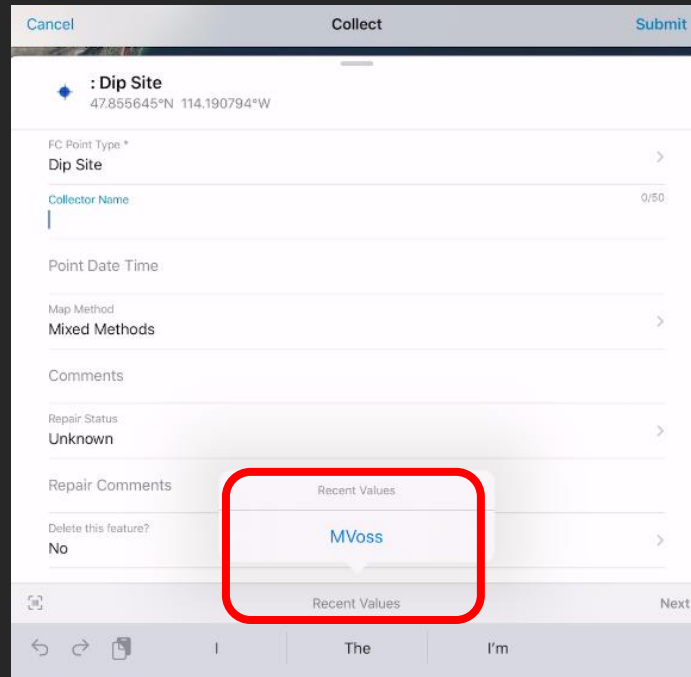 Cancel Collect Submit
: Dip Site
47.855645°N 114.190794°W
FC Point Type *
Dip Site
Collector Name 0/50
Point Date Time
Map Method
Mixed Methods
Comments
Repair Status
Unknown
Repair Comments
Recent Values
Delete this feature?
MVoss
No
Recent Values Next
I The I'm